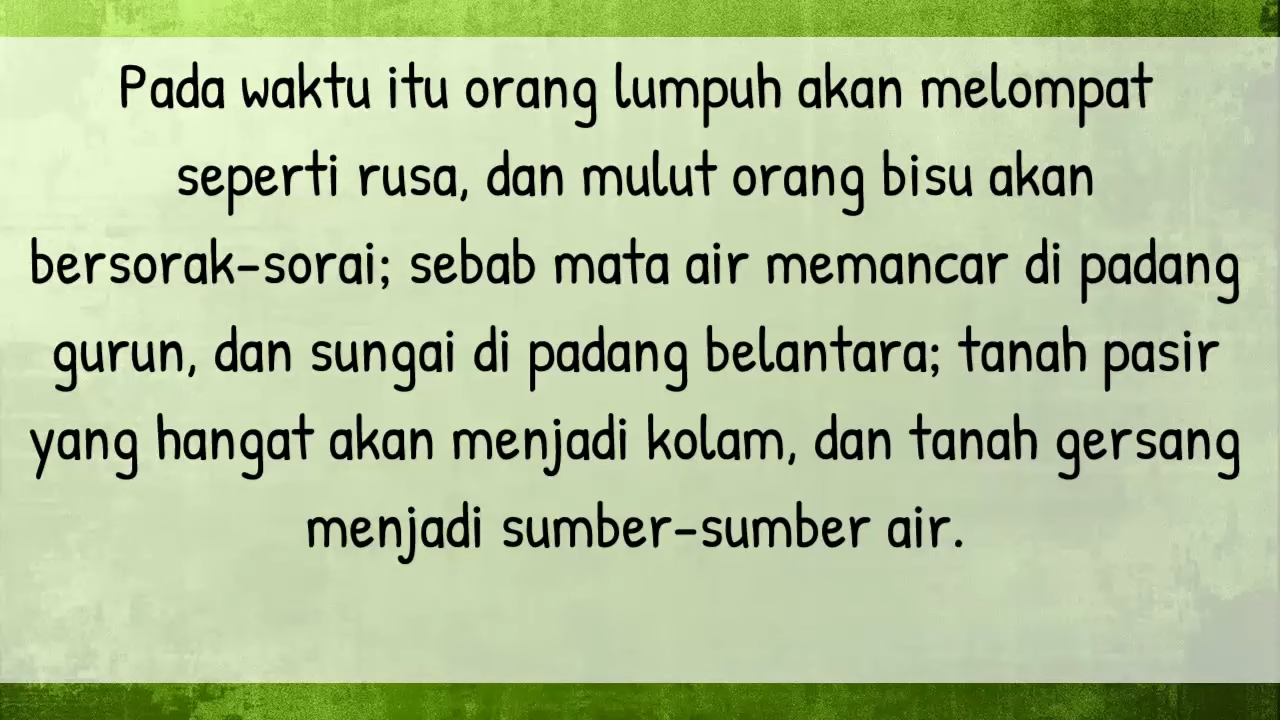 Pada waktu itu orang lumpuh akan melompat
seperti rusa, dan mulut orang bisu akan
bersorak-sorai; sebab mata air memancar di padang
gurun, dan sungai di padang belantara; tanah pasir
yang hangat akan menjadi kolam, dan tanah gersang
menjadi sumber-sumber air.